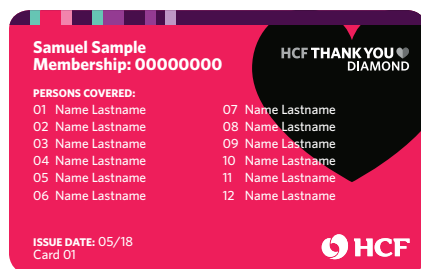 Samuel Sample
Membership: 00000000
HCF THANK YOU
DIAMOND
PERSONS COVERED:
01 Name Lastname
02 Name Lastname
03 Name Lastname
04 Name Lastname
05 Name Lastname
06 Name Lastname
07 Name Lastname
08 Name Lastname
09 Name Lastname
10 Name Lastname
11 Name Lastname
12 Name Lastname
ISSUE DATE: 05/18
Card 01
HCF